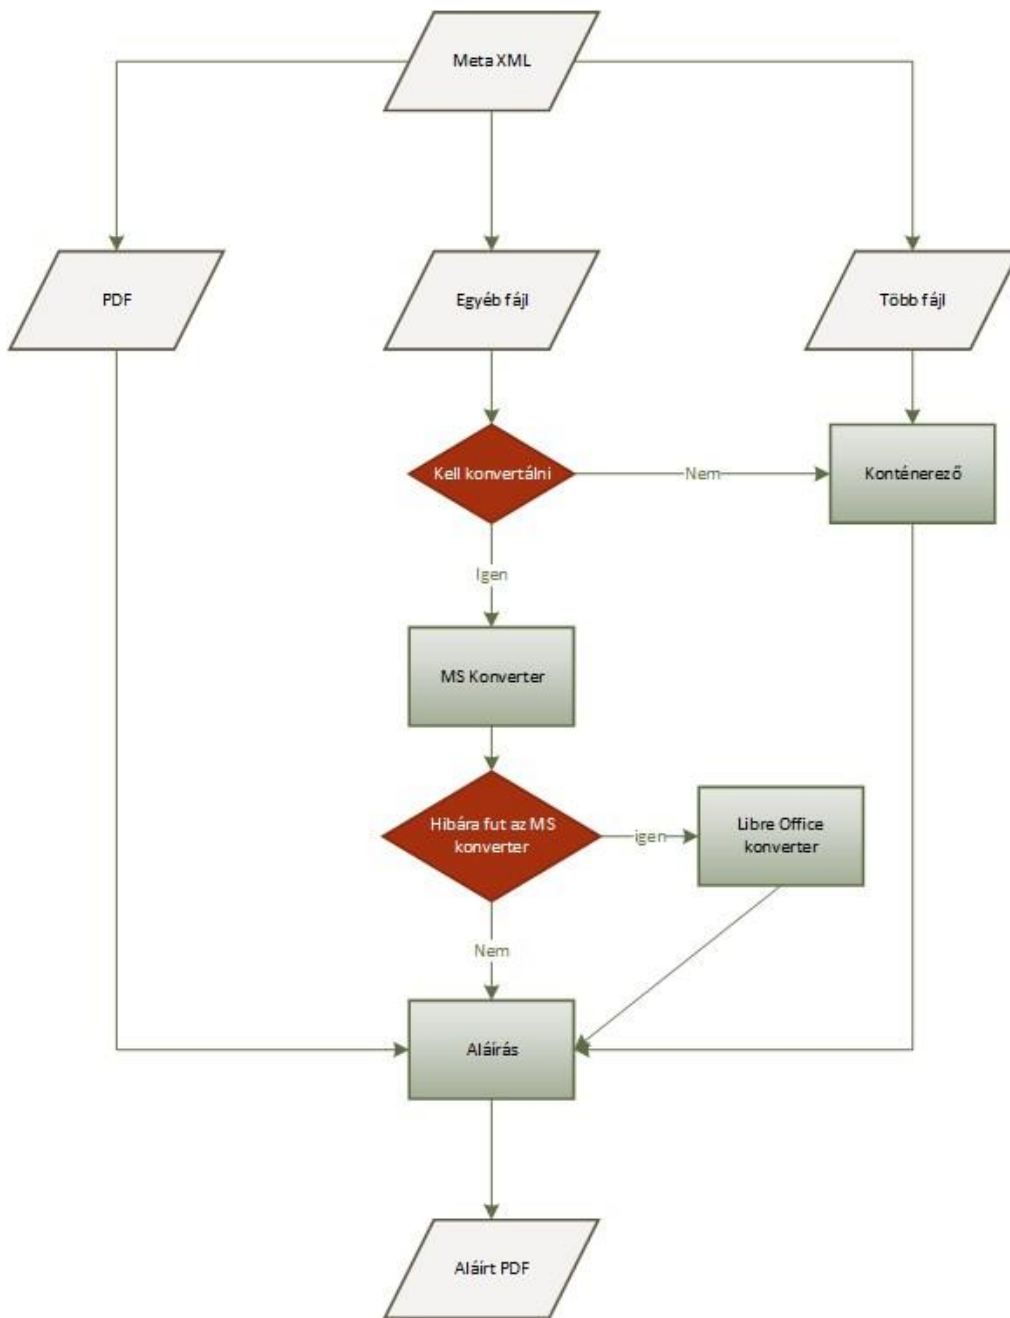 Meta XML
PDF
Egyéb fájl
Több fájl
Kell konvertálni
Nem
Konténerező
Igen
MS Konverter
Hibára fut az MS
konverter
igen
Libre Office
konverter
Nem
Aláírás
Aláírt PDF